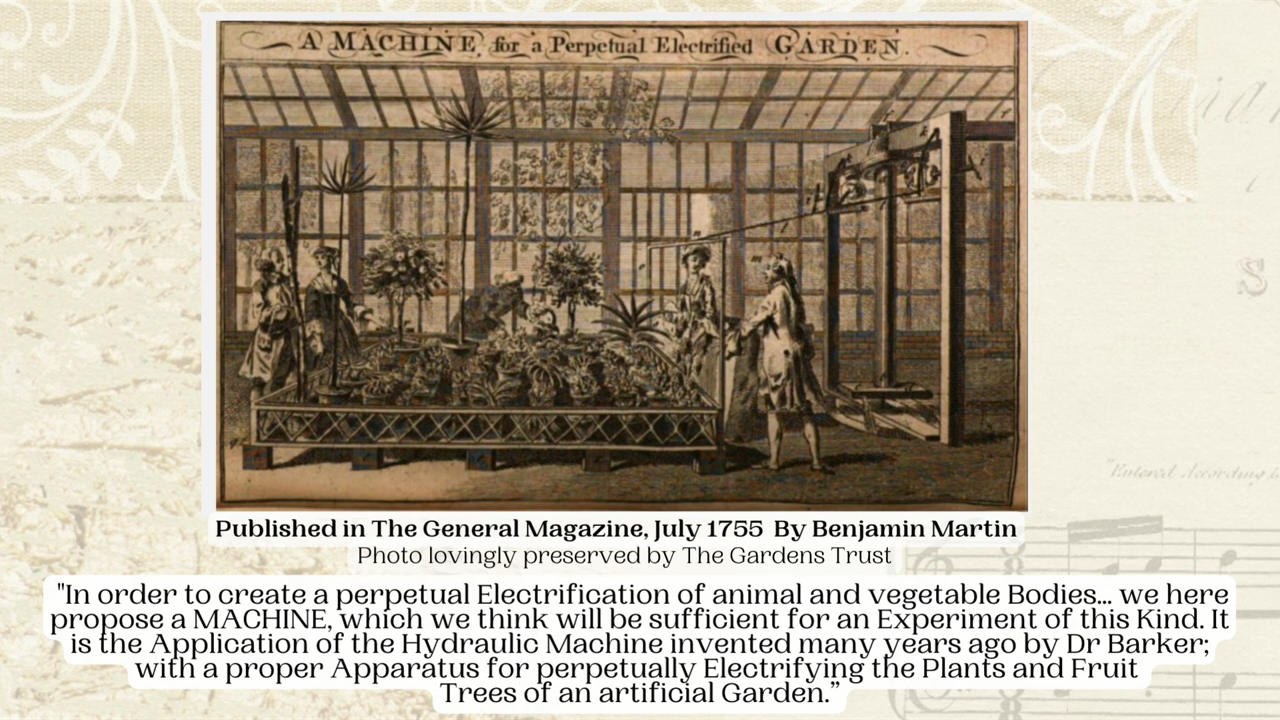 A MACHINE for a Perpetual Electrified GARDEN.
Published in The General Magazine, July 1755 By Benjamin Martin
Photo lovingly preserved by The Gardens Trust
"In order to create a perpetual Electrification of animal and vegetable Bodies... we here
propose a MACHINE, which we think will be sufficient for an Experiment of this Kind. It
is the Application of the Hydraulic Machine invented many years ago by Dr Barker;
with a proper Apparatus for perpetually Electrifying the Plants and Fruit
Trees of an artificial Garden.”
"Entered According